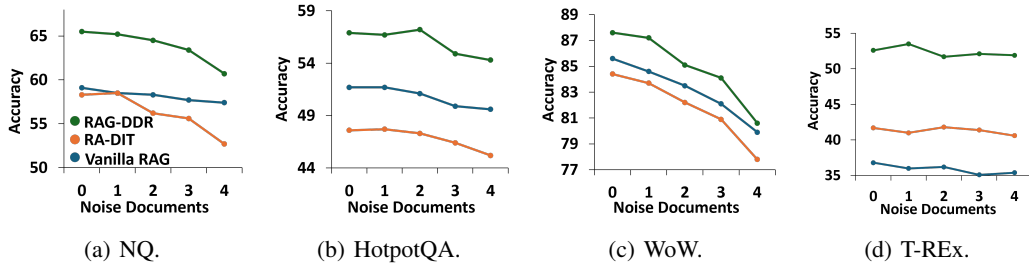 Accuracy
65
60
55
50
RAG-DDR
RA-DIT
Vanilla RAG
0 1 2 3 4
Noise Documents
(a) NQ.
Accuracy
59
54
49
44
0 1 2 3 4
Noise Documents
(b) HotpotQA.
Accuracy
89
87
85
83
81
79
77
0 1 2 3 4
Noise Documents
(c) WoW.
Accuracy
55
50
45
40
35
0 1 2 3 4
Noise Documents
(d) T-REx.